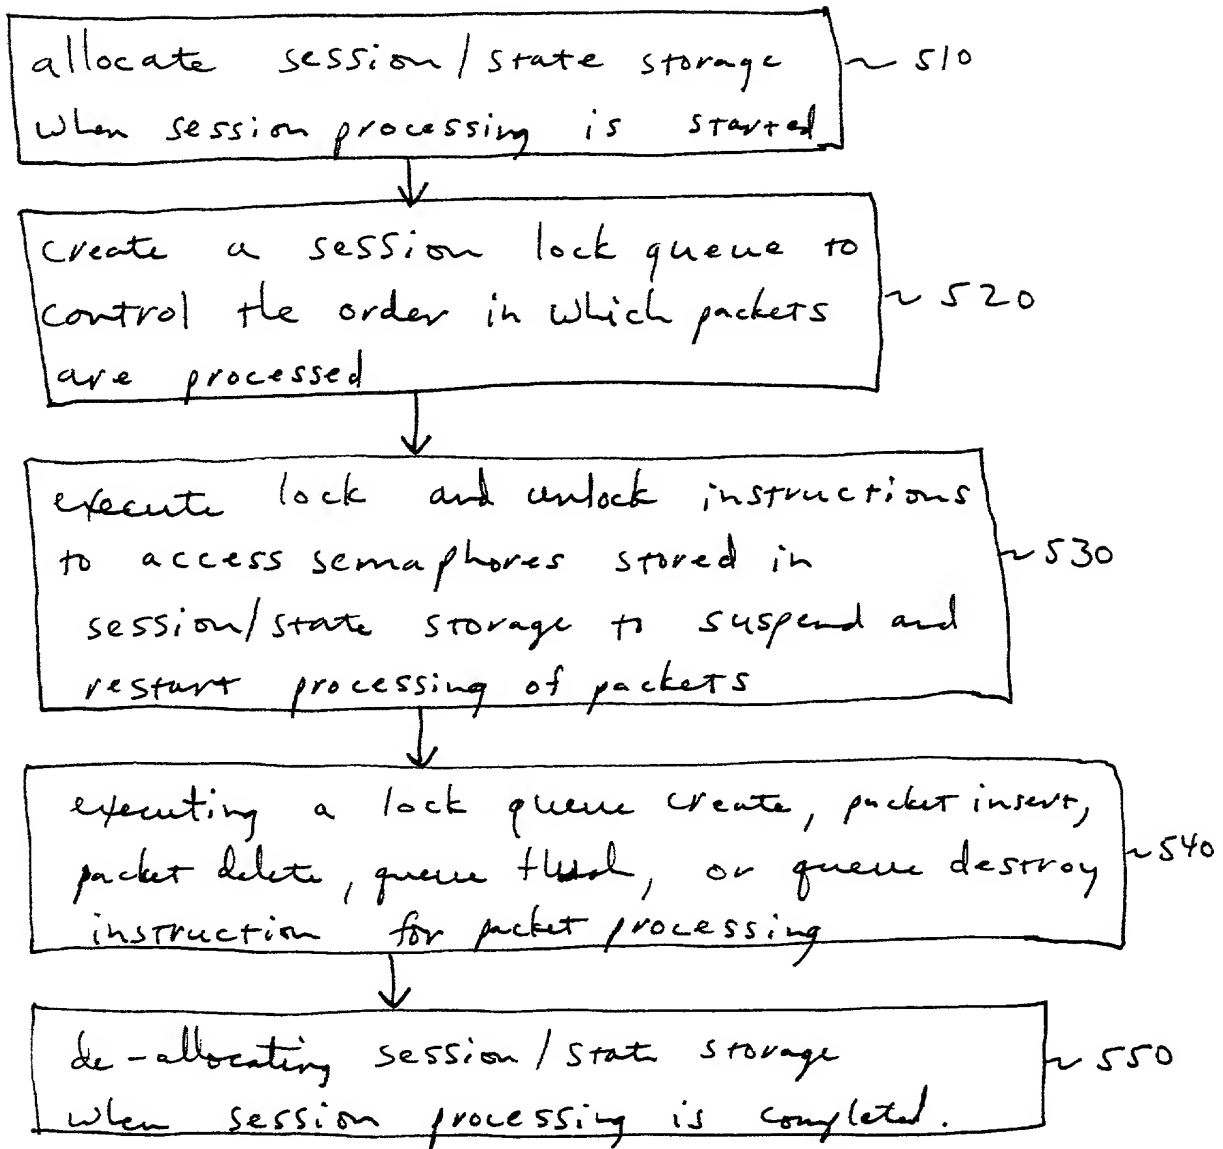 allocate session/state storage ~ 510
when session processing is started
create a session lock queue to
control the order in which packets ~ 520
are processed
execute lock and unlock instructions
to access semaphores stored in ~ 530
session/state storage to suspend and
restart processing of packets
executing a lock queue create, packet insert,
packet delete, queue flush, or queue destroy ~ 540
instruction for packet processing
de-allocating session/state storage ~ 550
when session processing is completed.